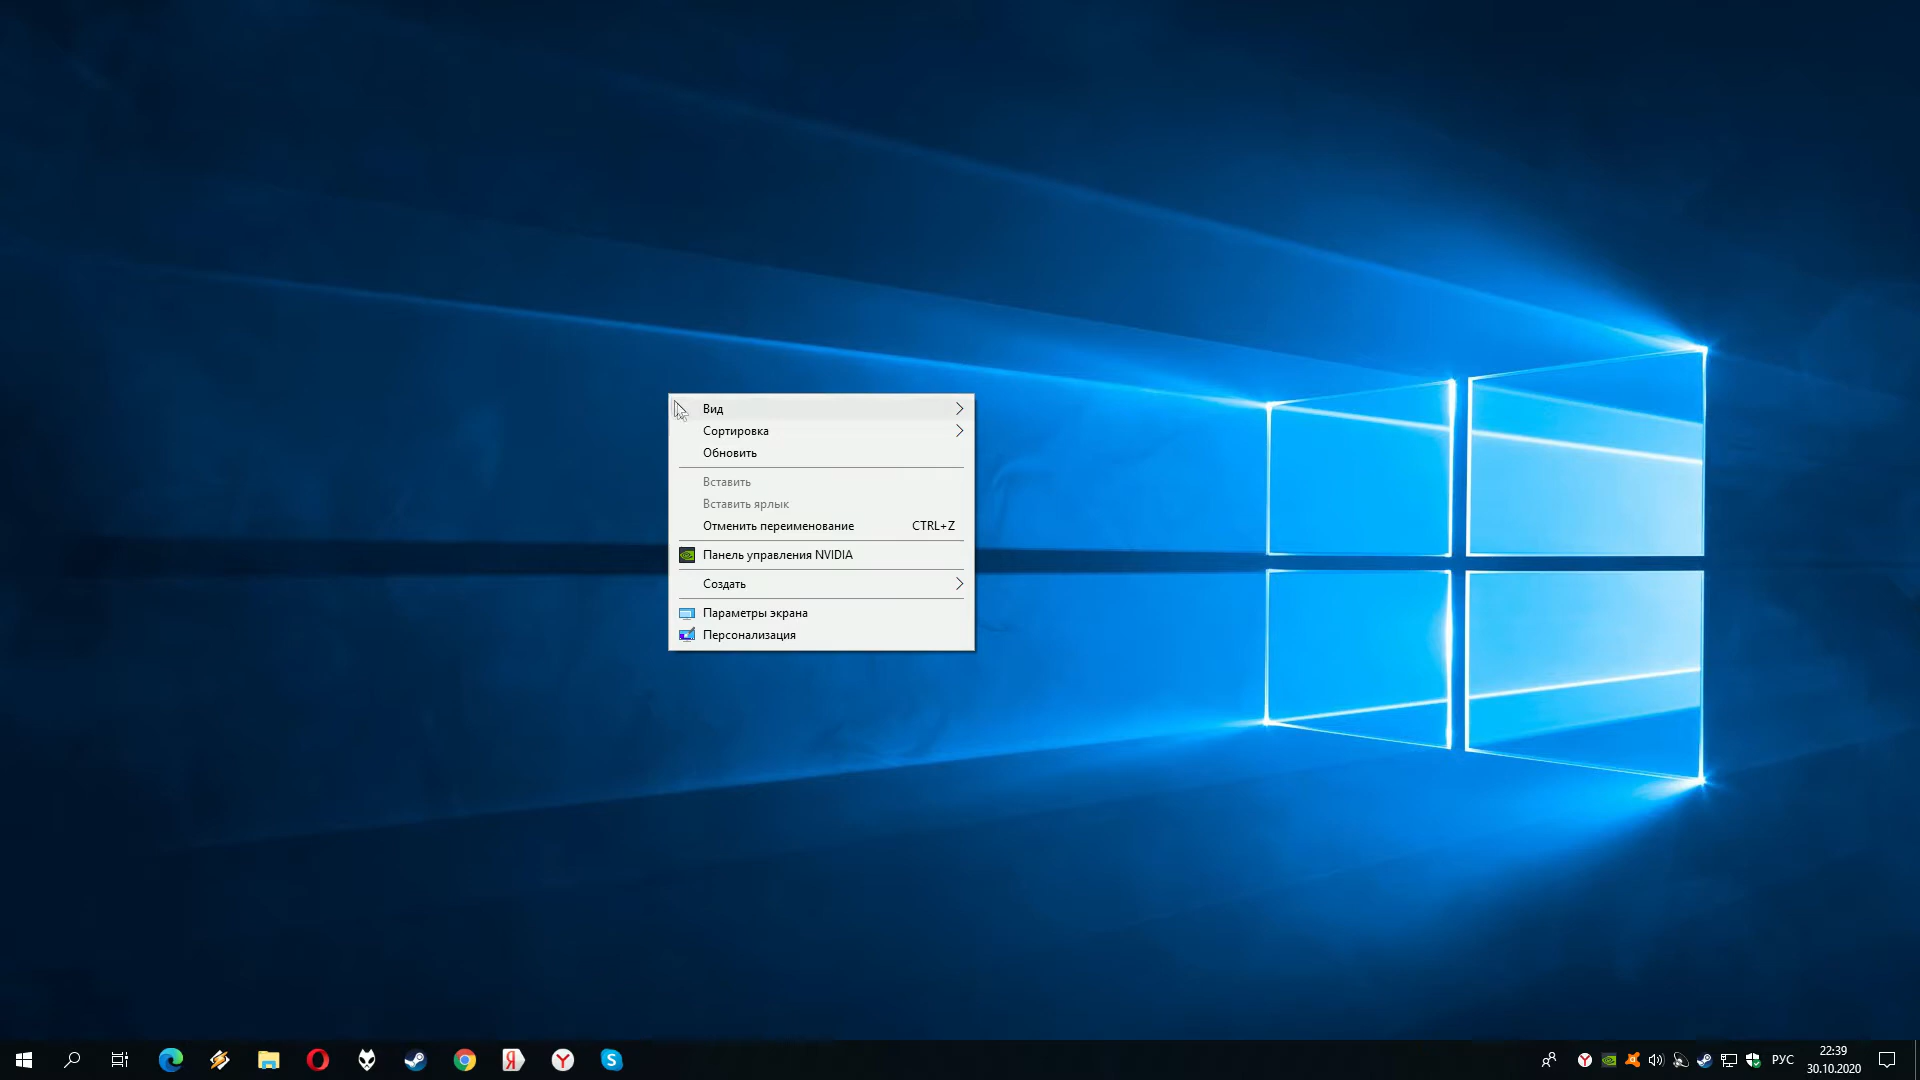 Вид
Сортировка
Обновить
Вставить
Вставить ярлык
Отменить переименование CTRL+Z
Панель управления NVIDIA
Создать
Параметры экрана
Персонализация
РУС
22:39
30.10.2020